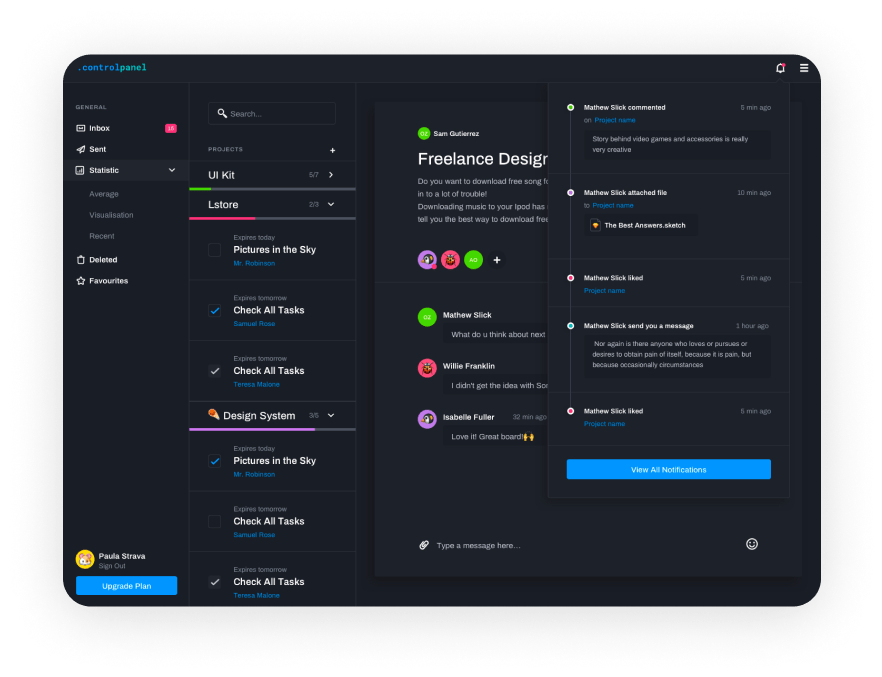 .controlpanel
GENERAL
Inbox
Sent
Statistic
Average
Visualisation
Recent
Deleted
Favourites
Paula Strava
Sign Out
Upgrade Plan
Search...
PROJECTS +
UI Kit 5/7
Lstore 2/3
Expires today
Pictures in the Sky
Mr. Robinson
Expires tomorrow
Check All Tasks
Samuel Rose
Expires tomorrow
Check All Tasks
Teresa Malone
Design System 3/5
Expires today
Pictures in the Sky
Mr. Robinson
Expires tomorrow
Check All Tasks
Samuel Rose
Expires tomorrow
Check All Tasks
Teresa Malone
OZ Sam Gutierrez
Freelance Design
Do you want to download free song
in to a lot of trouble!
Downloading music to your Ipod has
tell you the best way to download free
AO +
OZ Mathew Slick
What do u think about next
Willie Franklin
I didn't get the idea with
Isabelle Fuller 32 min ago
Love it! Great board!🙌
Type a message here...
Mathew Slick commented 5 min ago
on Project name
Story behind video games and accessories is really
very creative
Mathew Slick attached file 10 min ago
to Project name
The Best Answers.sketch
Mathew Slick liked 5 min ago
Project name
Mathew Slick send you a message 1 hour ago
Nor again is there anyone who loves or pursues or
desires to obtain pain of itself, because it is pain, but
because occasionally circumstances
Mathew Slick liked 5 min ago
Project name
View All Notifications